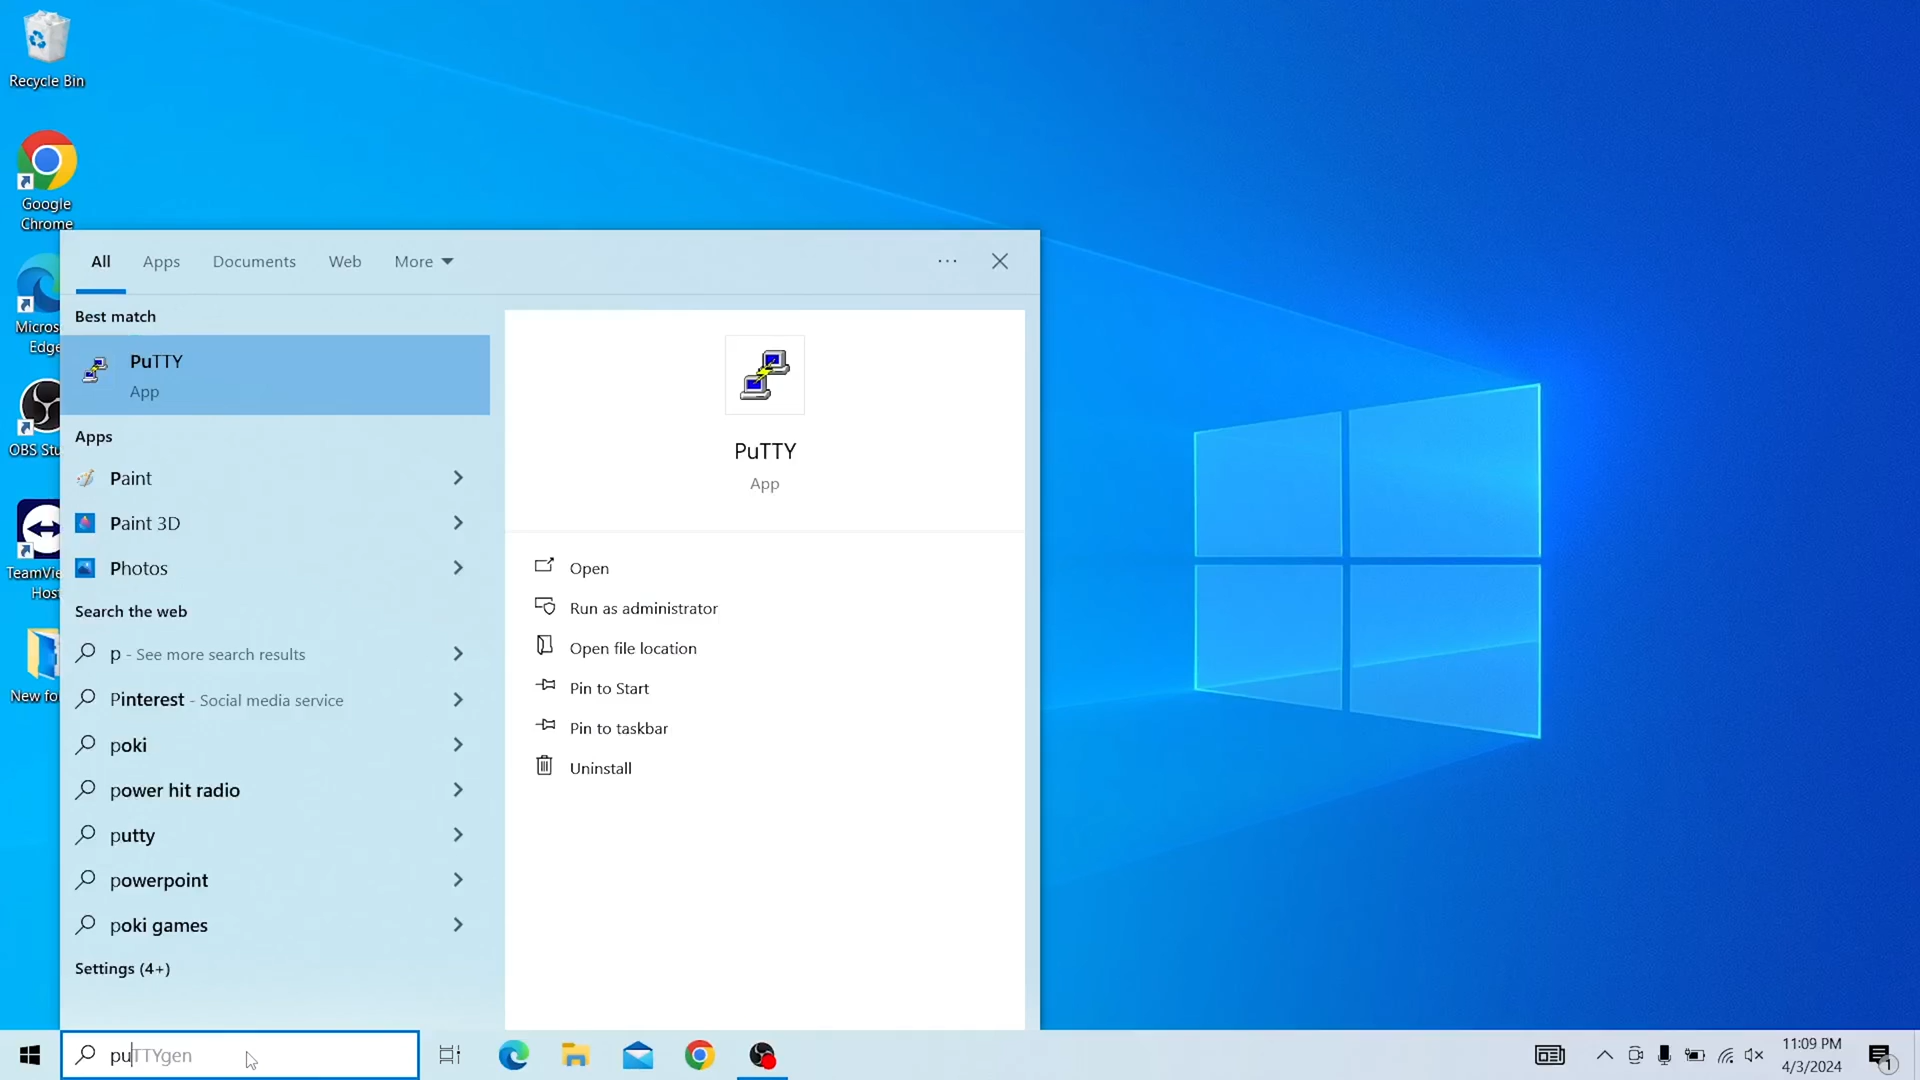 Recycle Bin
Google
Chrome
Micros
Edge
OBS Stu
TeamVie
Host
New fo
All
Apps
Documents
Web
More
Best match
PuTTY
App
Apps
Paint
Paint 3D
Photos
Search the web
p - See more search results
Pinterest - Social media service
poki
power hit radio
putty
powerpoint
poki games
Settings (4+)
PuTTY
App
Open
Run as administrator
Open file location
Pin to Start
Pin to taskbar
Uninstall
puTTYgen
11:09 PM
4/3/2024
1